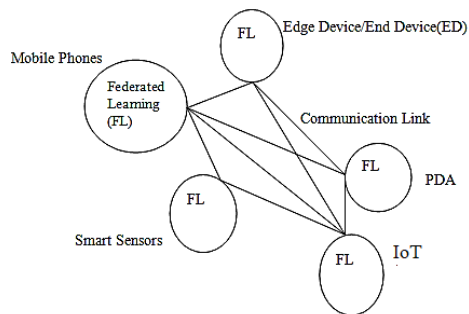 FL
Edge Device/End Device(ED)
Mobile Phones
Federated
Learning
(FL)
Communication Link
FL
PDA
FL
Smart Sensors
FL
IoT